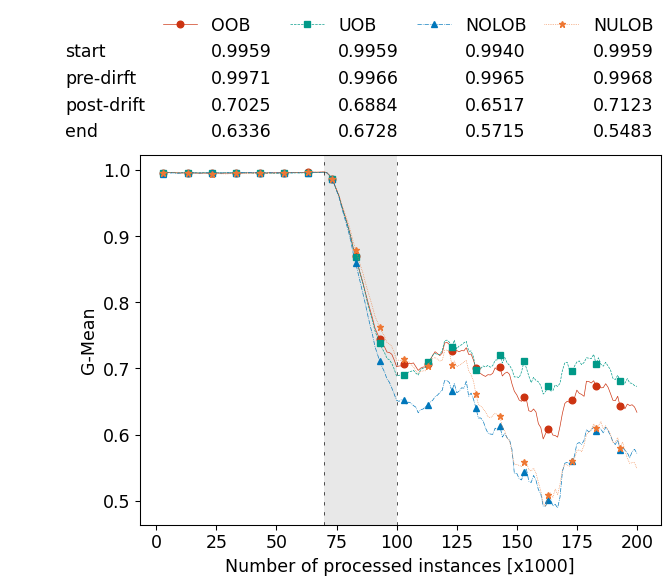 OOB UOB NOLOB NULOB
start 0.9959 0.9959 0.9940 0.9959
pre-dirft 0.9971 0.9966 0.9965 0.9968
post-drift 0.7025 0.6884 0.6517 0.7123
end 0.6336 0.6728 0.5715 0.5483
1.0
0.9
0.8
0.7
0.6
0.5
G-Mean
0 25 50 75 100 125 150 175 200
Number of processed instances [x1000]